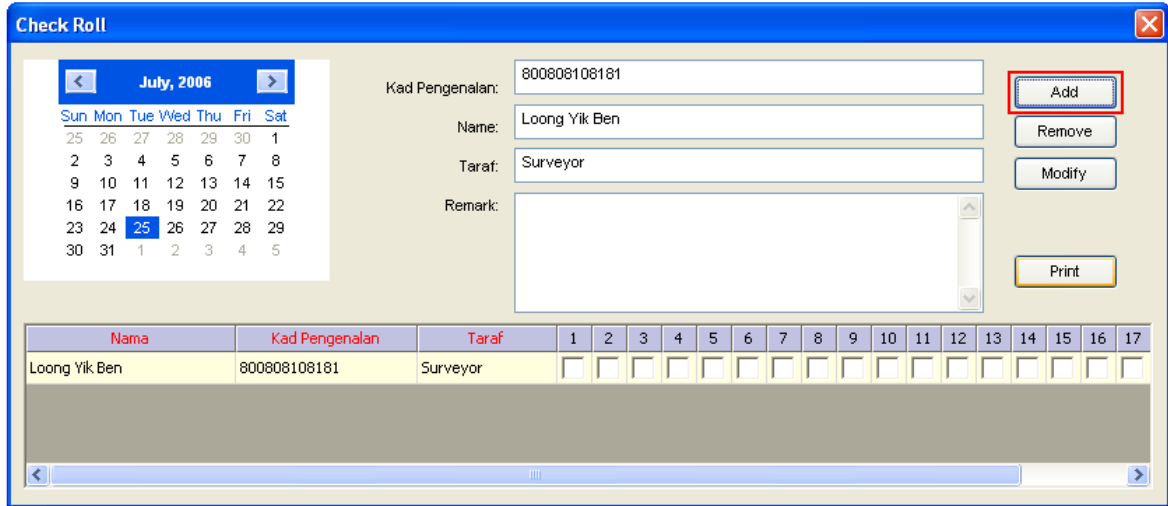 Check Roll
July, 2006
Sun Mon Tue Wed Thu Fri Sat
25 26 27 28 29 30 1
2 3 4 5 6 7 8
9 10 11 12 13 14 15
16 17 18 19 20 21 22
23 24 25 26 27 28 29
30 31 1 2 3 4 5
Kad Pengenalan: 800808108181
Name: Loong Yik Ben
Taraf: Surveyor
Remark:
Add
Remove
Modify
Print
Nama Kad Pengenalan Taraf 1 2 3 4 5 6 7 8 9 10 11 12 13 14 15 16 17
Loong Yik Ben 800808108181 Surveyor